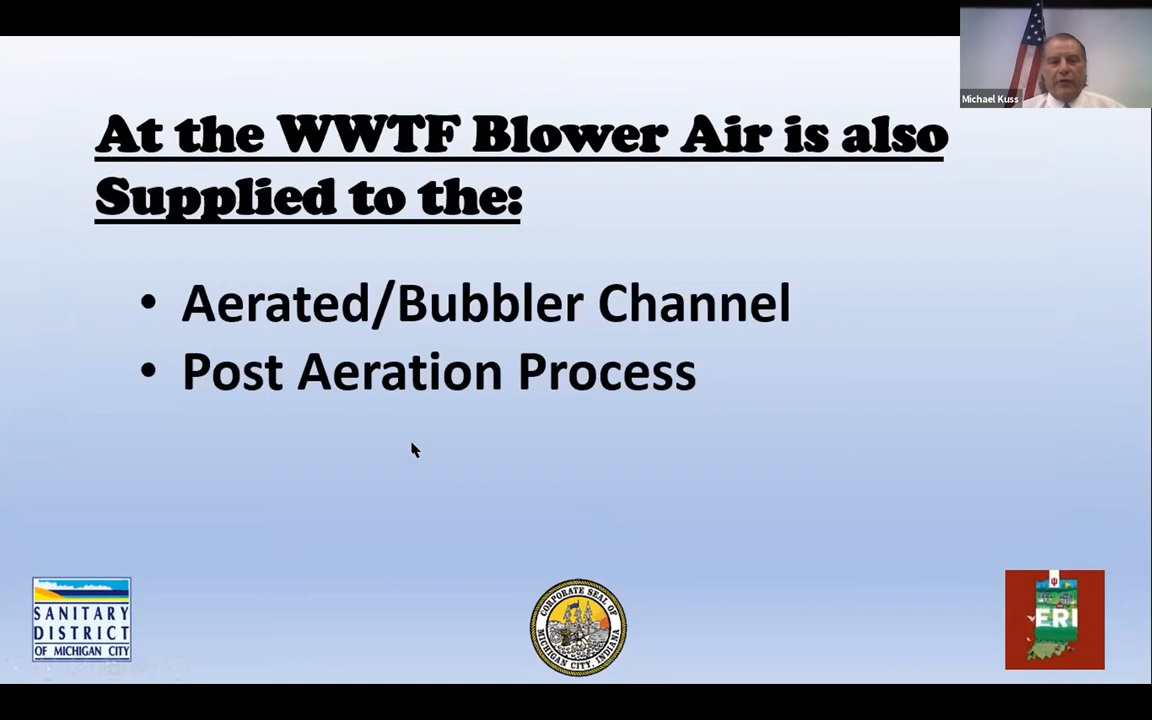 Michael Kuss
At the WWTF Blower Air is also
Supplied to the:
• Aerated/Bubbler Channel
• Post Aeration Process
SANITARY
DISTRICT
OF MICHIGAN CITY
CORPORATE SEAL OF
MICHIGAN CITY, INDIANA
ERI